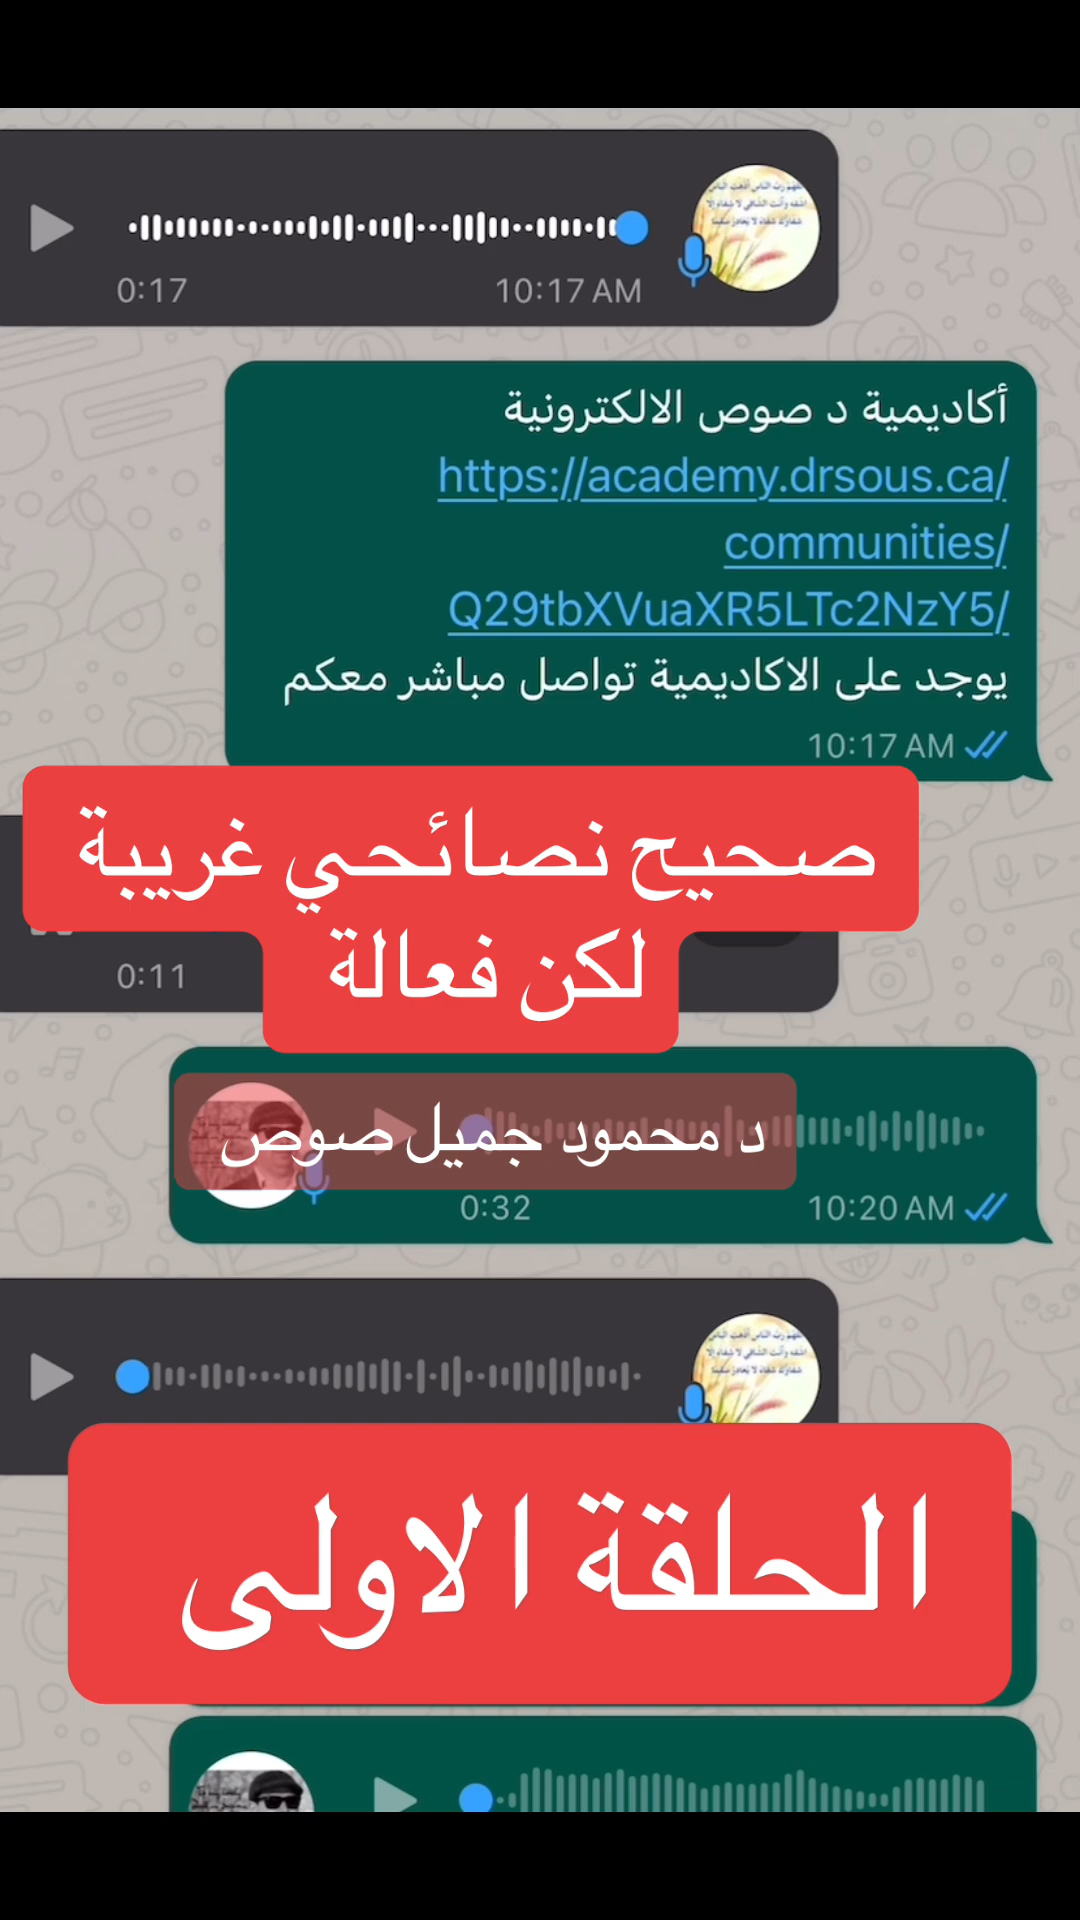 0:17
10:17 AM
أكاديمية د صوص الالكترونية
https://academy.drsous.ca/
communities/
Q29tbXVuaXR5LTc2NzY5/
يوجد على الاكاديمية تواصل مباشر معكم
10:17 AM
صحيح نصائحي غريبة
لكن فعالة
0:11
د محمود جميل صوص
0:32
10:20 AM
الحلقة الاولى